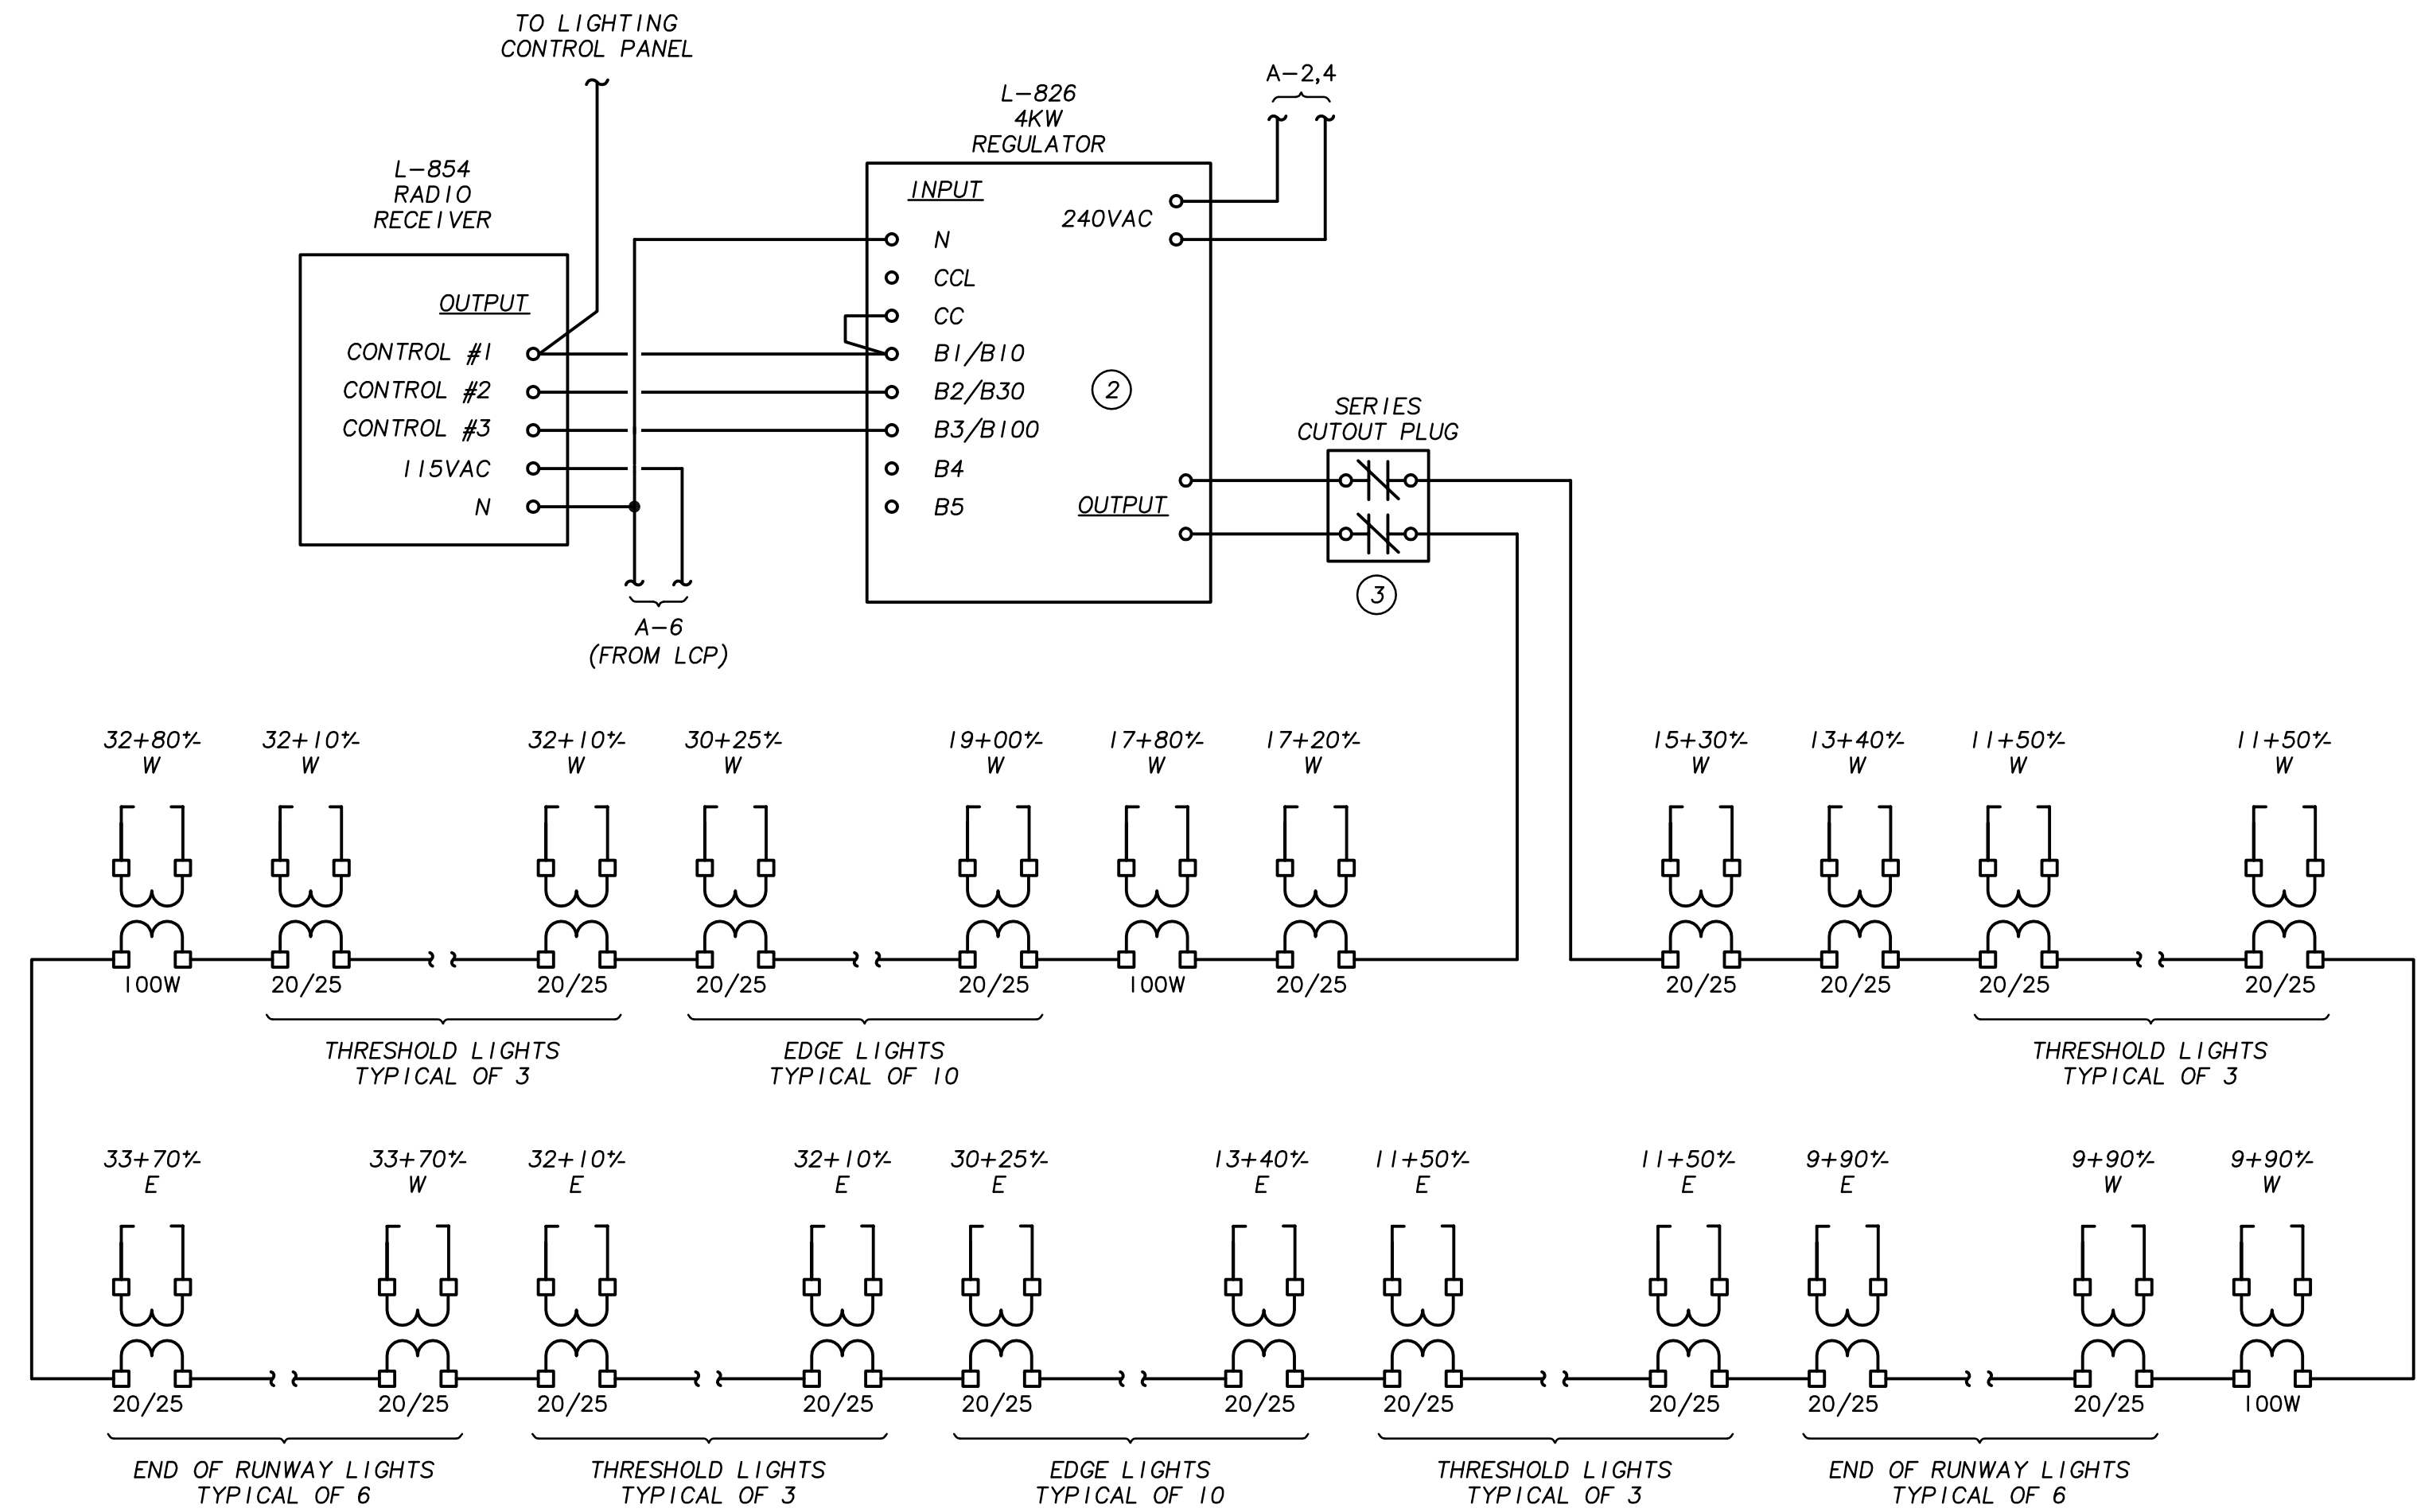 TO LIGHTING
CONTROL PANEL
A-2,4
L-826
4KW
REGULATOR
L-854
RADIO
RECEIVER
OUTPUT
CONTROL #1
CONTROL #2
CONTROL #3
115VAC
N
INPUT
240VAC
N
CCL
CC
B1/B10
B2/B30
B3/B100
B4
B5
2
OUTPUT
SERIES
CUTOUT PLUG
3
A-6
(FROM LCP)
32+80+/- 32+10+/- 32+10+/- 30+25+/- 19+00+/- 17+80+/- 17+20+/- 15+30+/- 13+40+/- 11+50+/- 11+50+/-
W W W W W W W W W W W
100W 20/25 20/25 20/25 20/25 100W 20/25 20/25 20/25 20/25 20/25
THRESHOLD LIGHTS
TYPICAL OF 3
EDGE LIGHTS
TYPICAL OF 10
THRESHOLD LIGHTS
TYPICAL OF 3
33+70+/- 33+70+/- 32+10+/- 32+10+/- 30+25+/- 13+40+/- 11+50+/- 11+50+/- 9+90+/- 9+90+/- 9+90+/-
E W E E E E E E E W W
20/25 20/25 20/25 20/25 20/25 20/25 20/25 20/25 20/25 20/25 100W
END OF RUNWAY LIGHTS
TYPICAL OF 6
THRESHOLD LIGHTS
TYPICAL OF 3
EDGE LIGHTS
TYPICAL OF 10
THRESHOLD LIGHTS
TYPICAL OF 3
END OF RUNWAY LIGHTS
TYPICAL OF 6